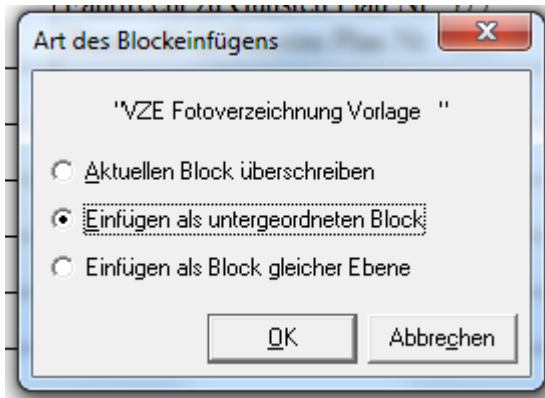 Art des Blockeinfügens
"VZE Fotoverzeichnung Vorlage   "
Aktuellen Block überschreiben
Einfügen als untergeordneten Block
Einfügen als Block gleicher Ebene
OK
Abbrechen